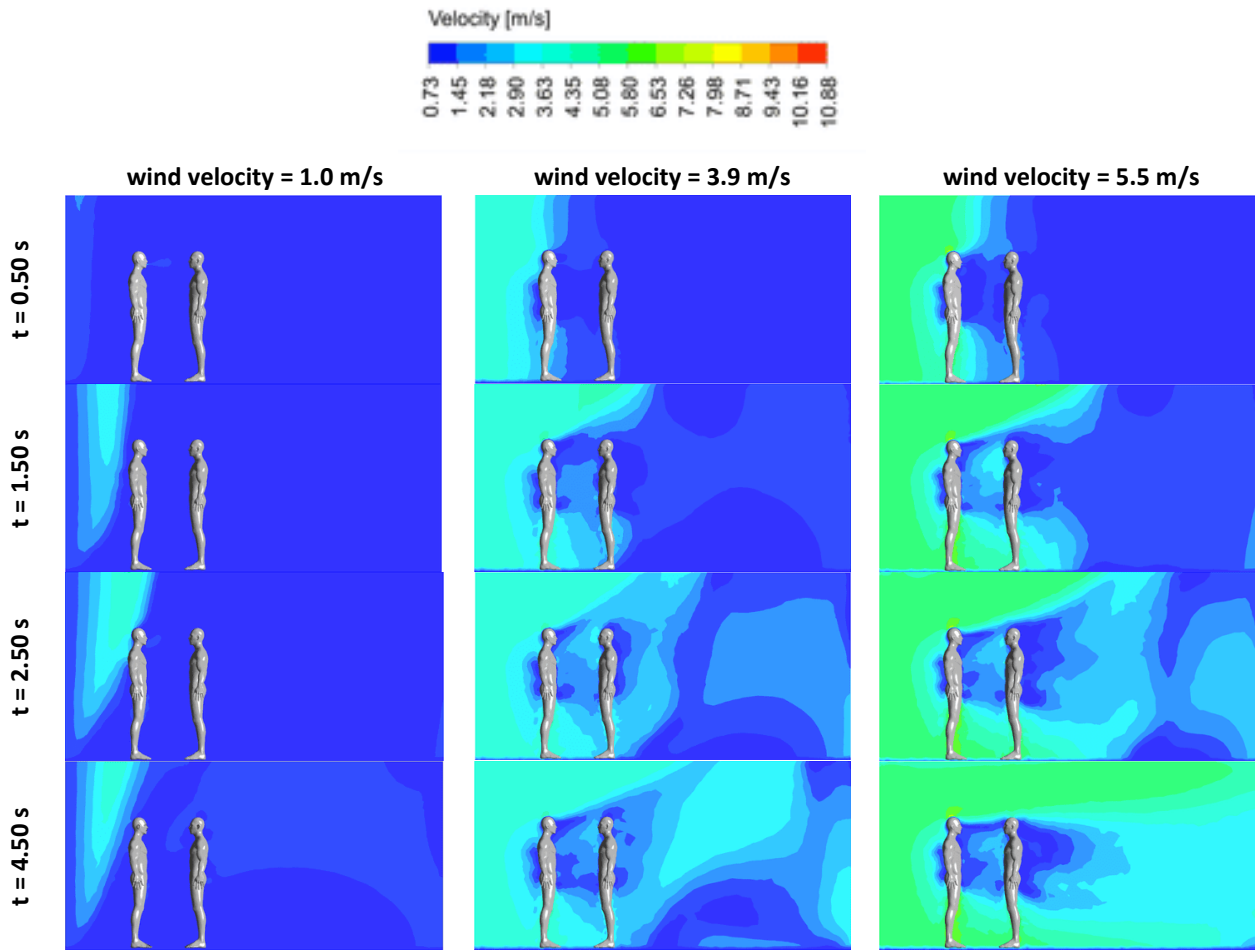 Velocity [m/s]
0.73 1.45 2.18 2.90 3.63 4.35 5.08 5.80 6.53 7.26 7.98 8.71 9.43 10.16 10.88
wind velocity = 1.0 m/s wind velocity = 3.9 m/s wind velocity = 5.5 m/s
t = 0.50 s
t = 1.50 s
t = 2.50 s
t = 4.50 s